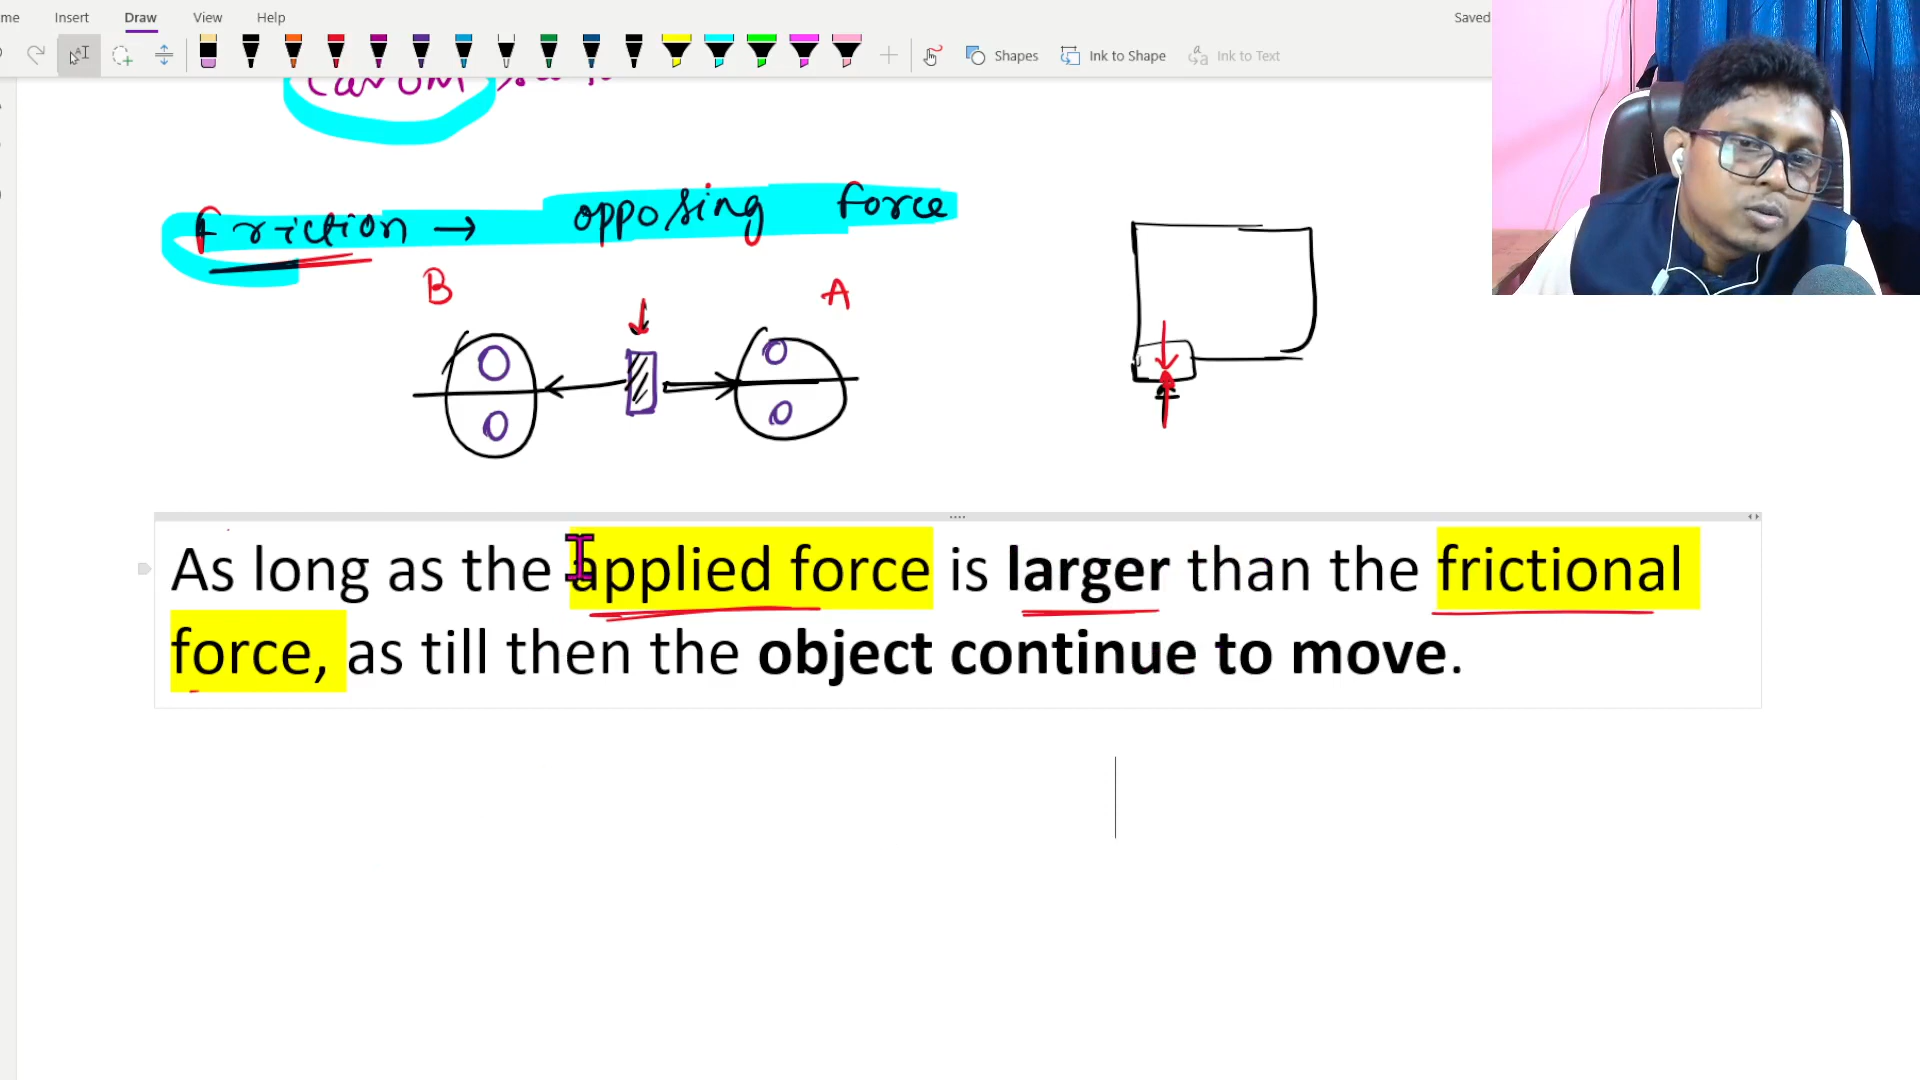 Insert Draw View Help Saved
Shapes Ink to Shape Ink to Text
friction → opposing force
B A
As long as the applied force is larger than the frictional
force, as till then the object continue to move.